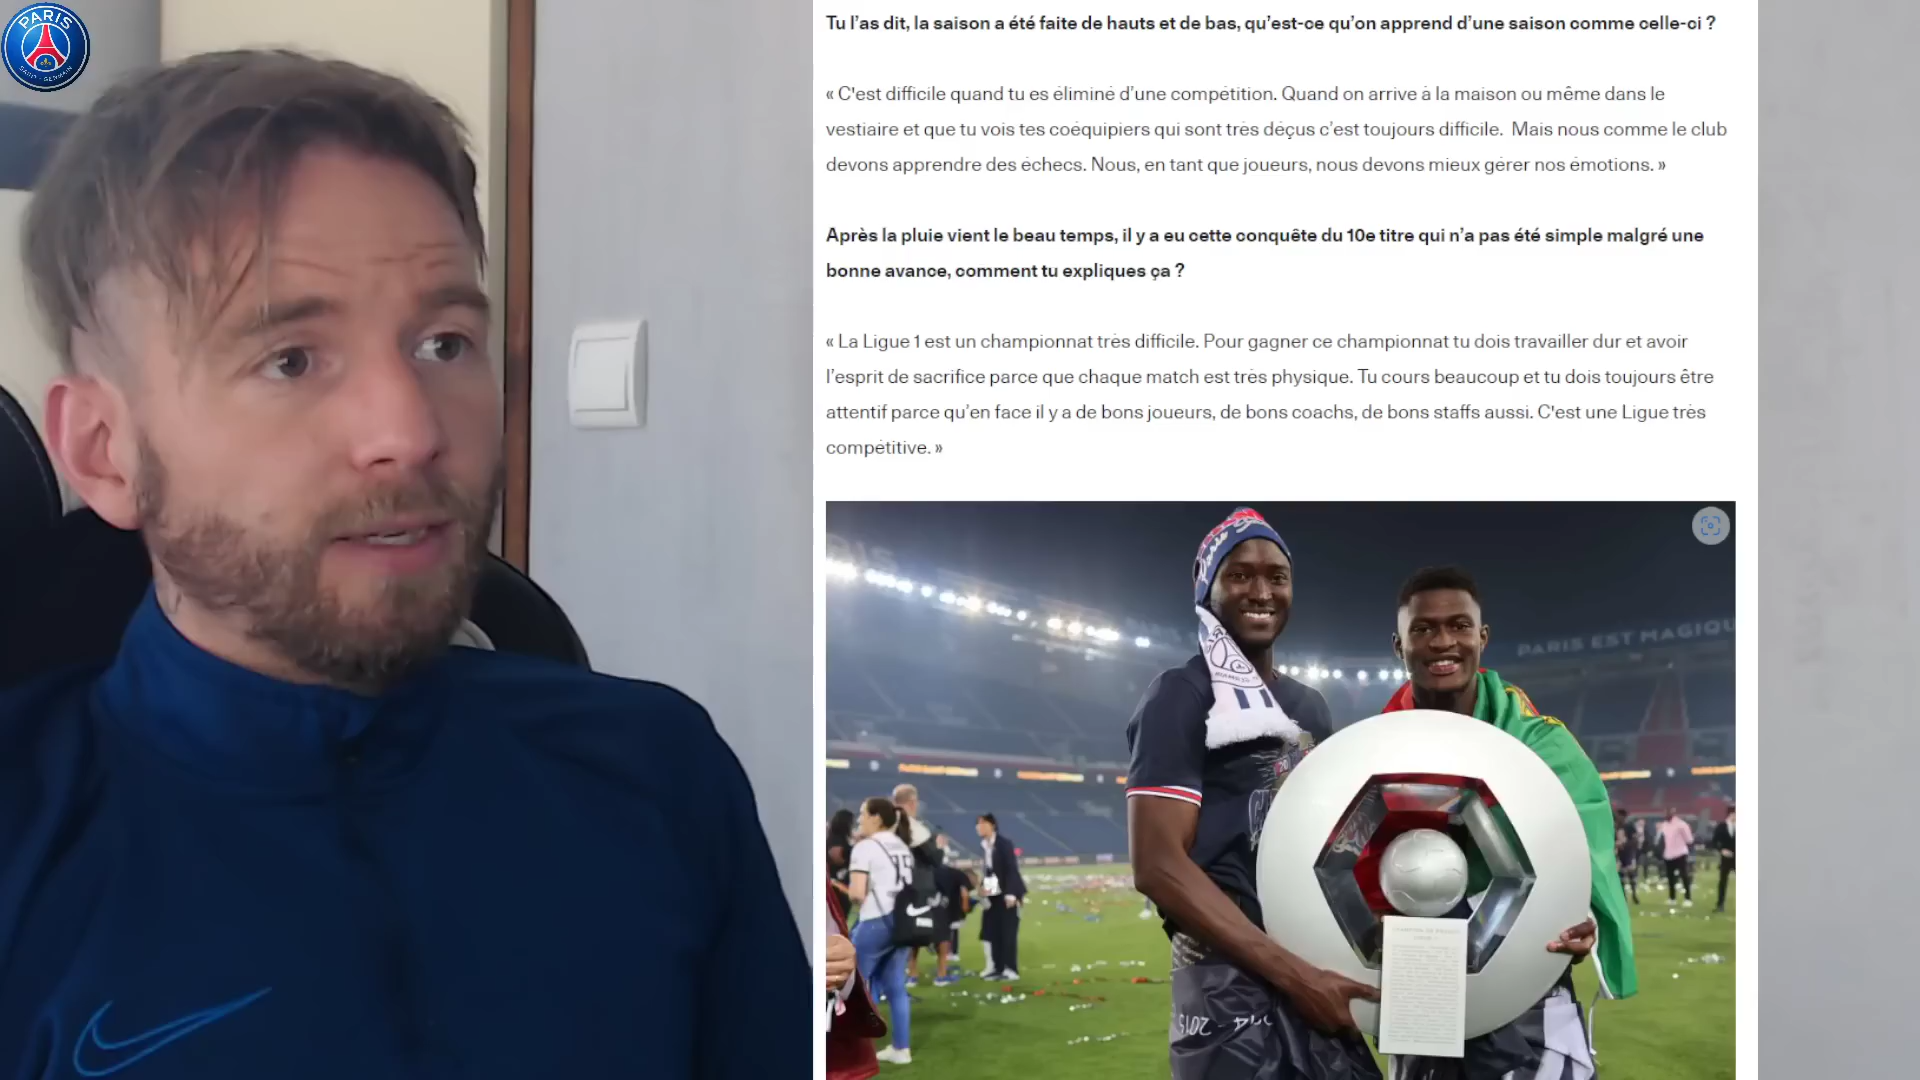 PARIS
SAINT-GERMAIN
Tu l’as dit, la saison a été faite de hauts et de bas, qu’est-ce qu’on apprend d’une saison comme celle-ci ?
« C'est difficile quand tu es éliminé d’une compétition. Quand on arrive à la maison ou même dans le
vestiaire et que tu vois tes coéquipiers qui sont très déçus c’est toujours difficile. Mais nous comme le club
devons apprendre des échecs. Nous, en tant que joueurs, nous devons mieux gérer nos émotions. »
Après la pluie vient le beau temps, il y a eu cette conquête du 10e titre qui n’a pas été simple malgré une
bonne avance, comment tu expliques ça ?
« La Ligue 1 est un championnat très difficile. Pour gagner ce championnat tu dois travailler dur et avoir
l’esprit de sacrifice parce que chaque match est très physique. Tu cours beaucoup et tu dois toujours être
attentif parce qu’en face il y a de bons joueurs, de bons coachs, de bons staffs aussi. C'est une Ligue très
compétitive. »
Paris
PARIS EST MAGIQU